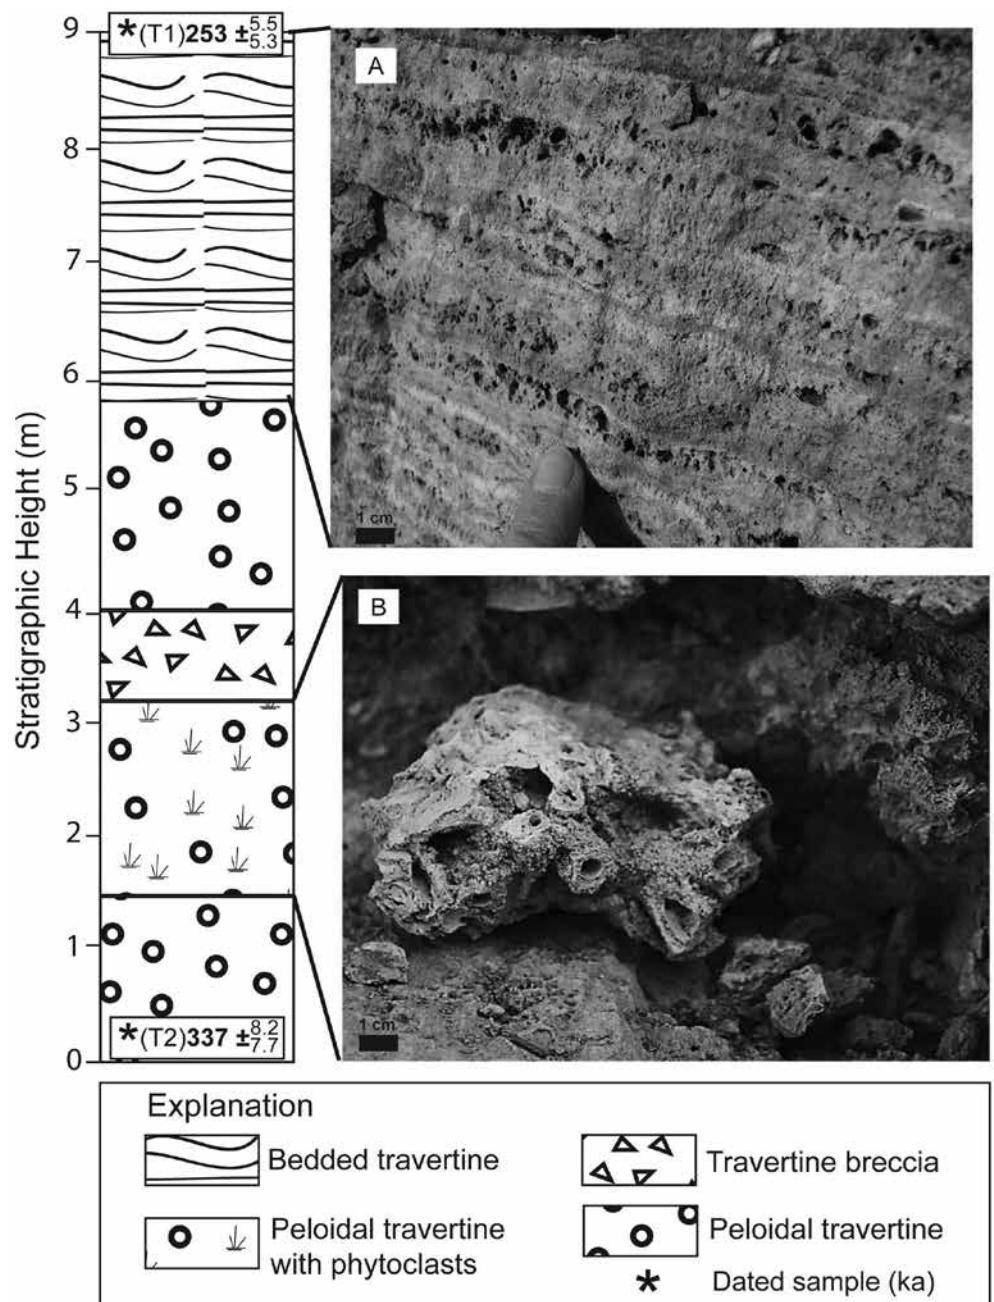 *(T1)253 ± 5.5 5.3
A
1 cm
9
8
7
6
5
4
3
2
1
0
Stratigraphic Height (m)
B
1 cm
*(T2)337 ± 8.2 7.7
Explanation
Bedded travertine
Travertine breccia
Peloidal travertine
with phytoclasts
Peloidal travertine
* Dated sample (ka)